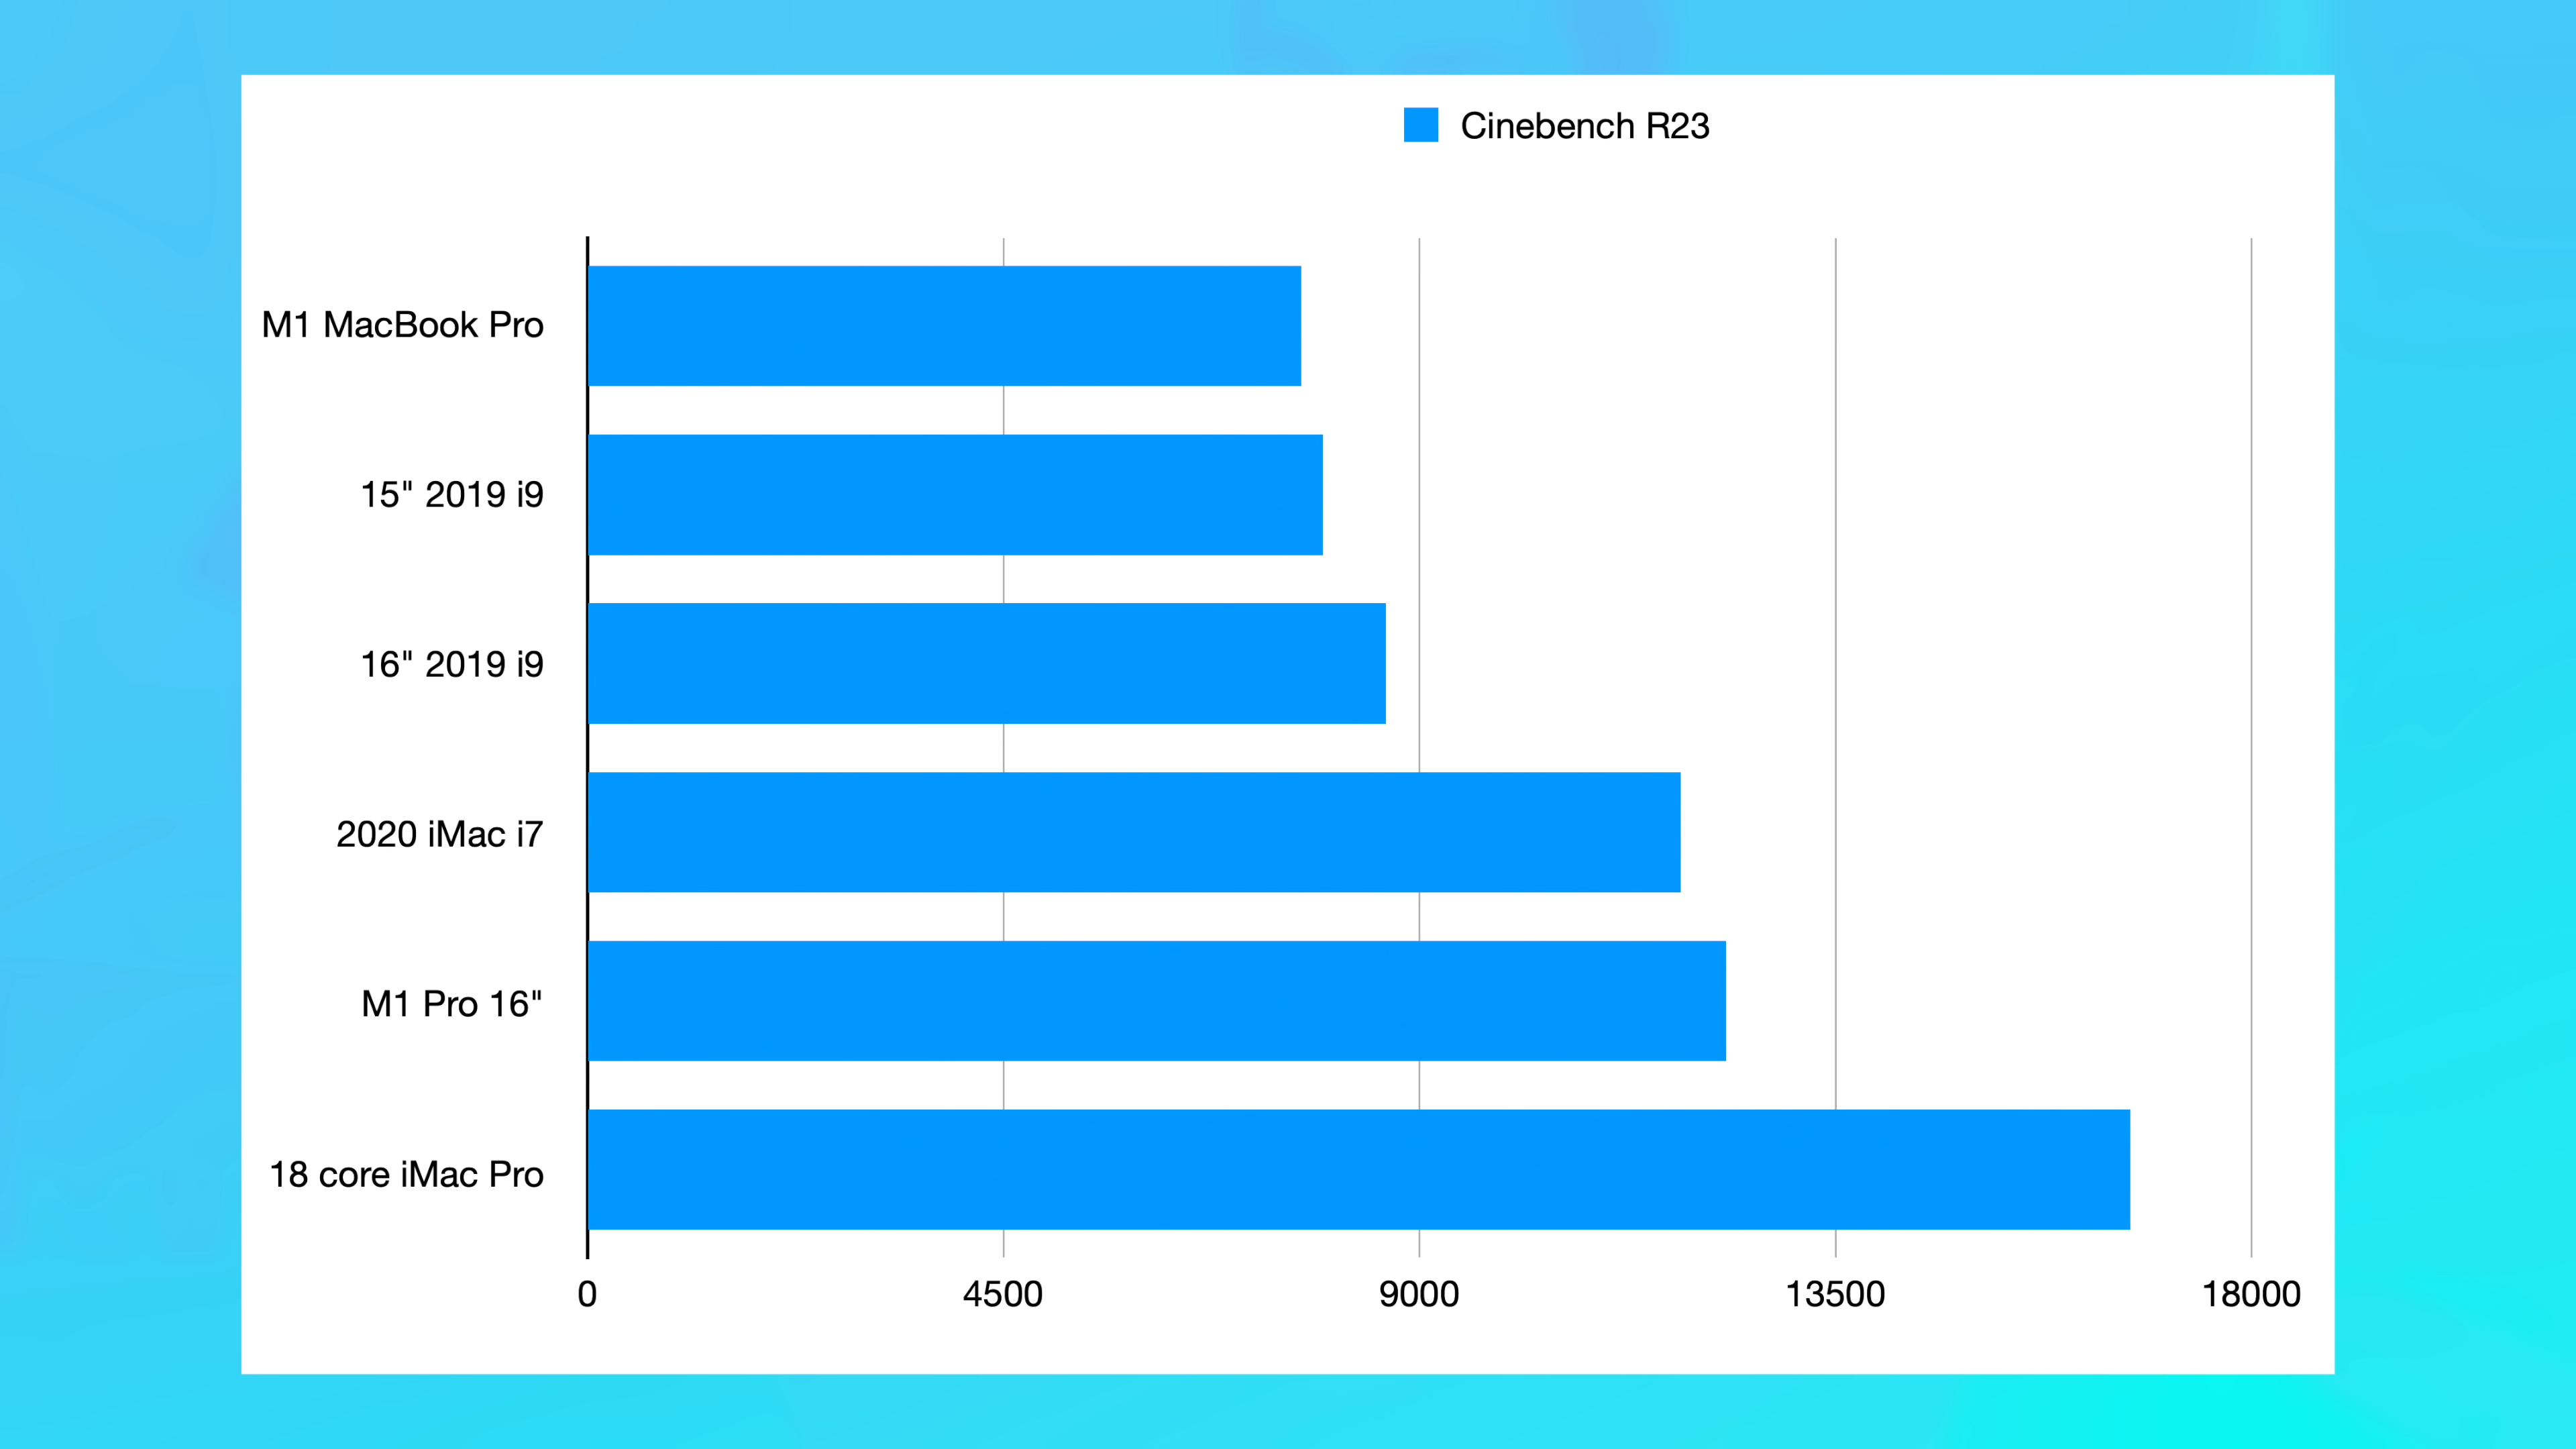 Cinebench R23
M1 MacBook Pro
15" 2019 i9
16" 2019 i9
2020 iMac i7
M1 Pro 16"
18 core iMac Pro
0 4500 9000 13500 18000